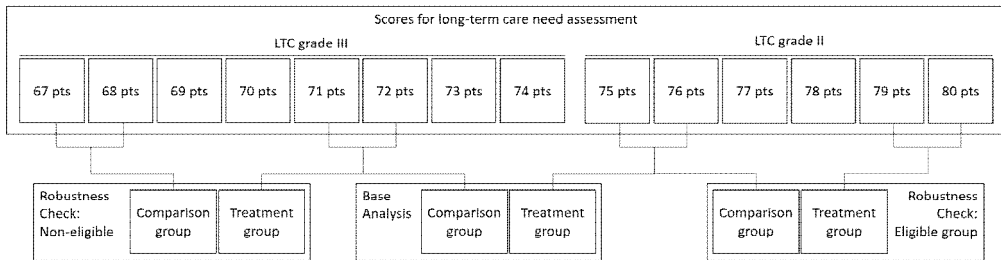 Scores for long-term care need assessment
LTC grade III
LTC grade II
67 pts
68 pts
69 pts
70 pts
71 pts
72 pts
73 pts
74 pts
75 pts
76 pts
77 pts
78 pts
79 pts
80 pts
Robustness
Check:
Non-eligible
Comparison
group
Treatment
group
Base
Analysis
Comparison
group
Treatment
group
Comparison
group
Treatment
group
Robustness
Check:
Eligible group